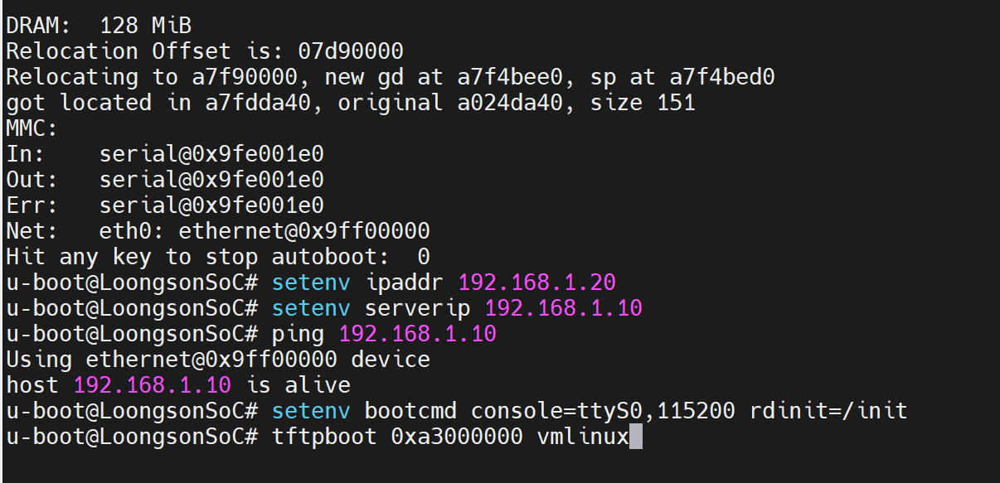 DRAM:  128 MiB
Relocation Offset is: 07d90000
Relocating to a7f90000, new gd at a7f4bee0, sp at a7f4bed0
got located in a7fdda40, original a024da40, size 151
MMC:
In:    serial@0x9fe001e0
Out:   serial@0x9fe001e0
Err:   serial@0x9fe001e0
Net:   eth0: ethernet@0x9ff00000
Hit any key to stop autoboot:  0
u-boot@LoongsonSoC# setenv ipaddr 192.168.1.20
u-boot@LoongsonSoC# setenv serverip 192.168.1.10
u-boot@LoongsonSoC# ping 192.168.1.10
Using ethernet@0x9ff00000 device
host 192.168.1.10 is alive
u-boot@LoongsonSoC# setenv bootcmd console=ttyS0,115200 rdinit=/init
u-boot@LoongsonSoC# tftpboot 0xa3000000 vmlinux